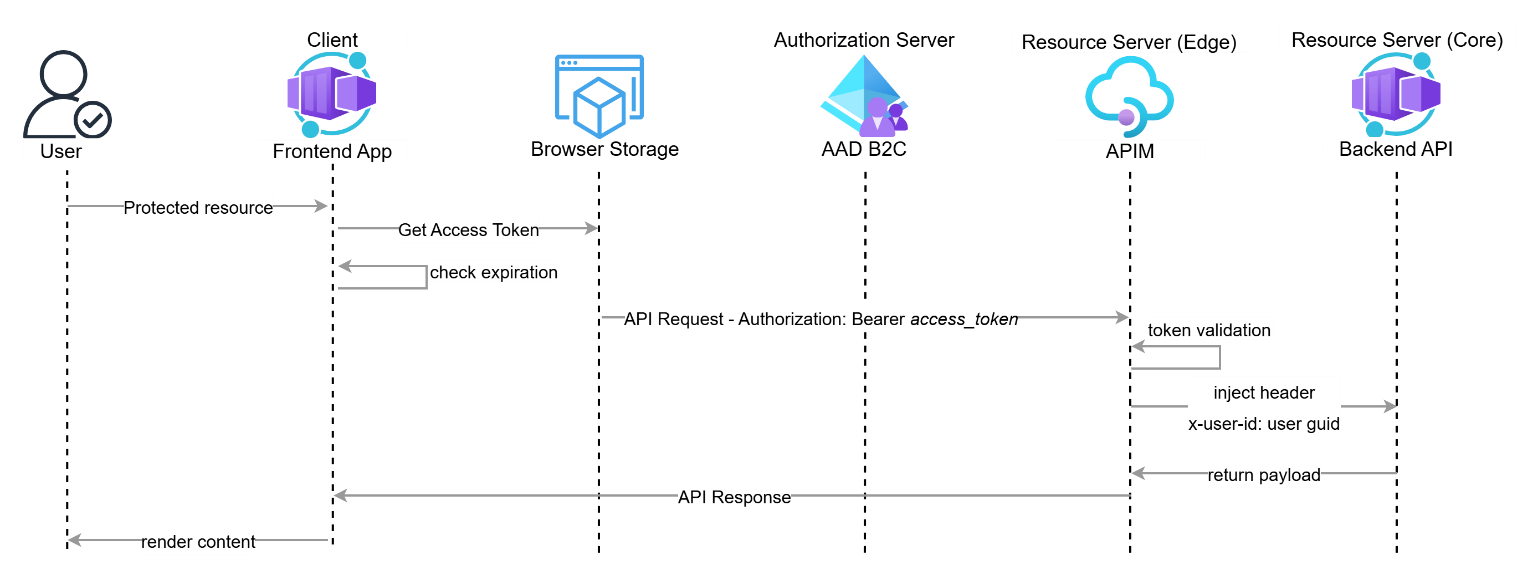 Client
Authorization Server
Resource Server (Edge)
Resource Server (Core)
User
Frontend App
Browser Storage
AAD B2C
APIM
Backend API
Protected resource
Get Access Token
check expiration
API Request - Authorization: Bearer access_token
token validation
inject header
x-user-id: user guid
return payload
API Response
render content